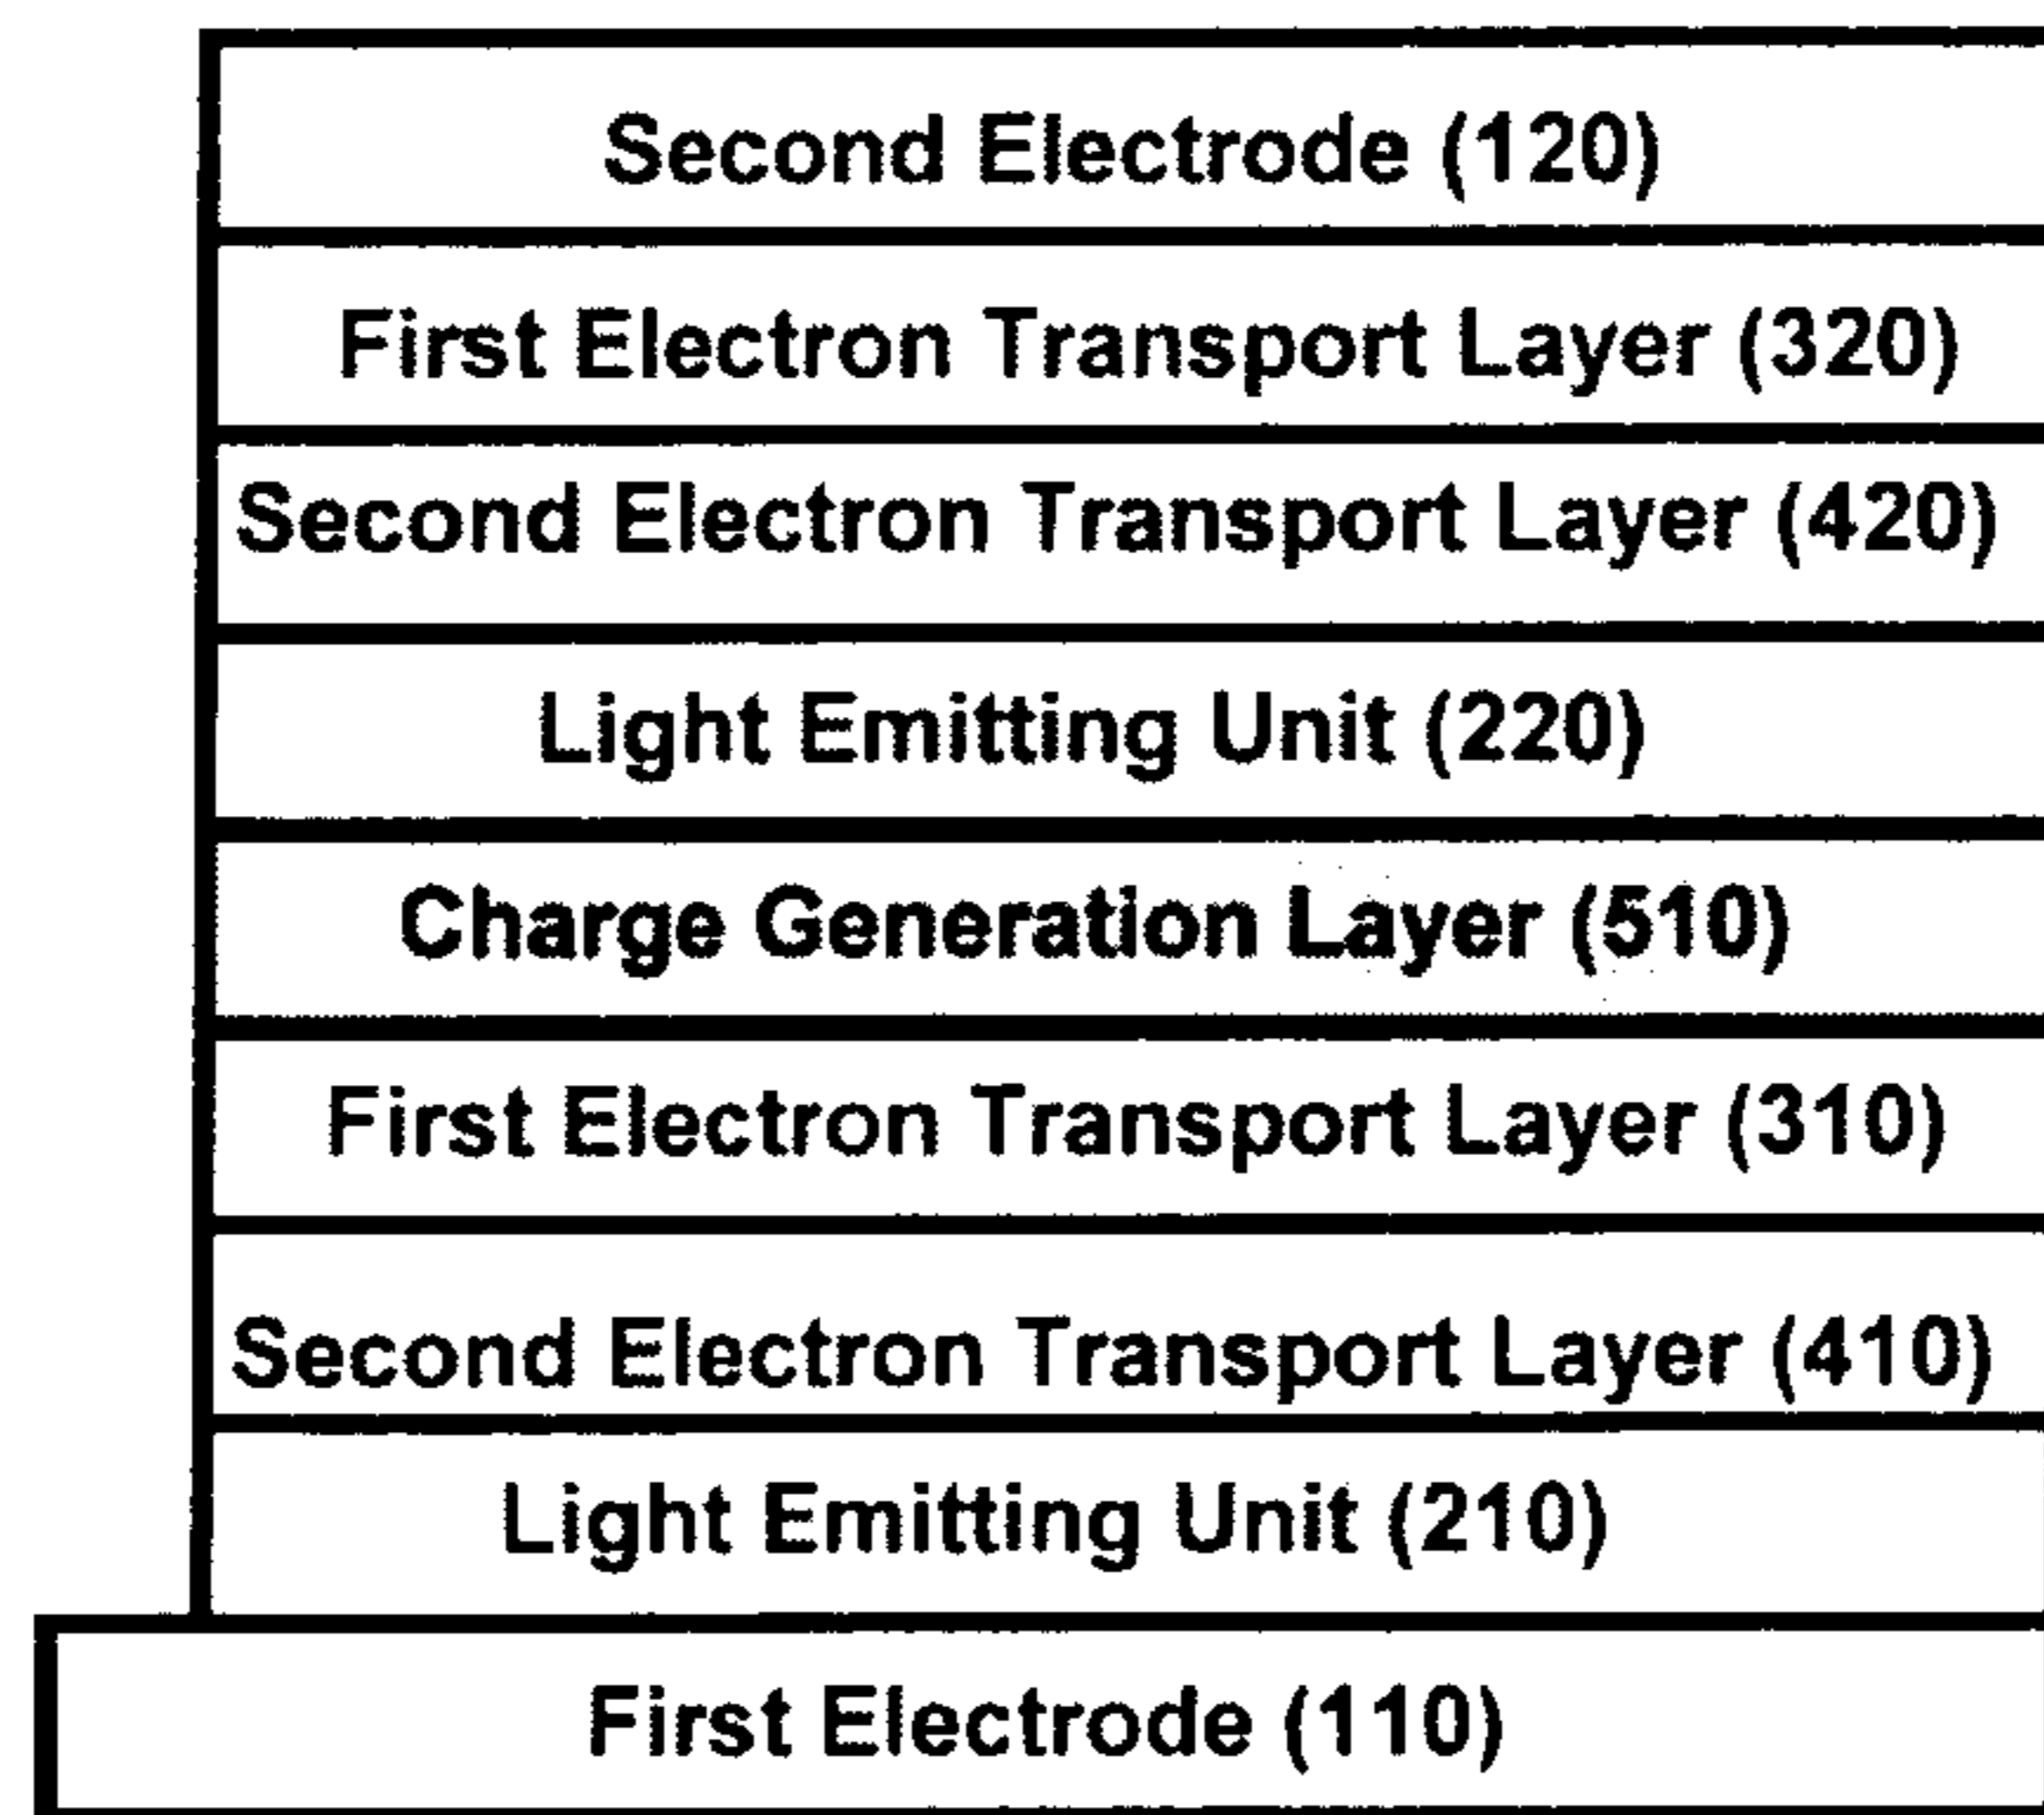 Second Electrode (120)
First Electron Transport Layer (320)
Second Electron Transport Layer (420)
Light Emitting Unit (220)
Charge Generation Layer (510)
First Electron Transport Layer (310)
Second Electron Transport Layer (410)
Light Emitting Unit (210)
First Electrode (110)